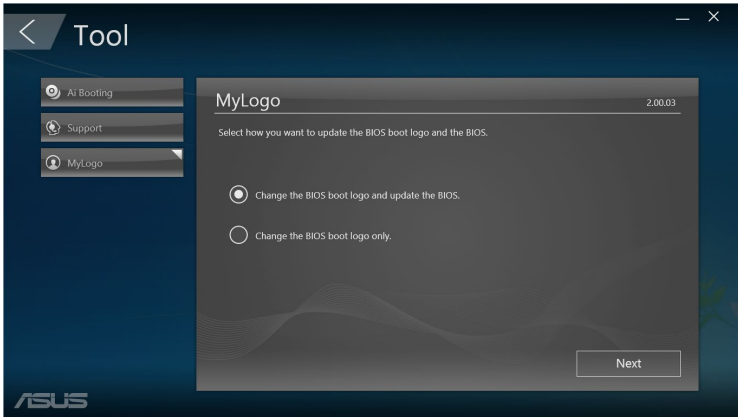 Tool
Ai Booting
Support
MyLogo
MyLogo
2.00.03
Select how you want to update the BIOS boot logo and the BIOS.
Change the BIOS boot logo and update the BIOS.
Change the BIOS boot logo only.
Next
ASUS